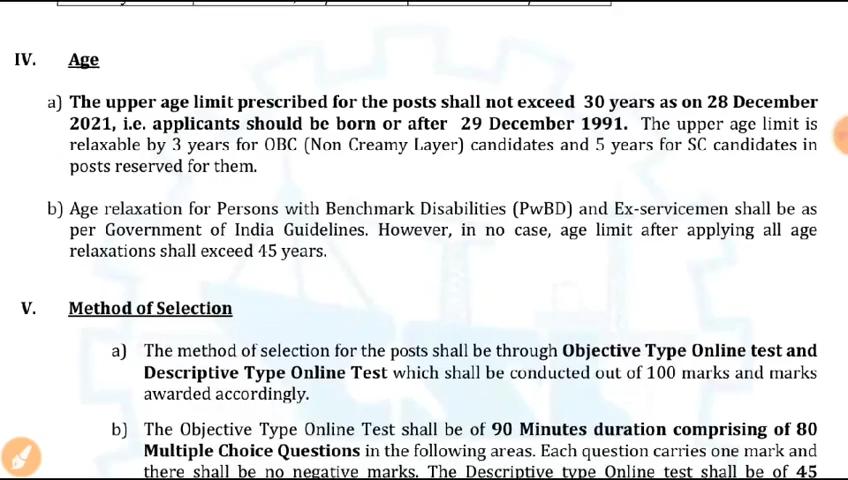 IV. Age
a) The upper age limit prescribed for the posts shall not exceed 30 years as on 28 December
2021, i.e. applicants should be born or after 29 December 1991. The upper age limit is
relaxable by 3 years for OBC (Non Creamy Layer) candidates and 5 years for SC candidates in
posts reserved for them.
b) Age relaxation for Persons with Benchmark Disabilities (PwBD) and Ex-servicemen shall be as
per Government of India Guidelines. However, in no case, age limit after applying all age
relaxations shall exceed 45 years.
V. Method of Selection
a) The method of selection for the posts shall be through Objective Type Online test and
Descriptive Type Online Test which shall be conducted out of 100 marks and marks
awarded accordingly.
b) The Objective Type Online Test shall be of 90 Minutes duration comprising of 80
Multiple Choice Questions in the following areas. Each question carries one mark and
there shall be no negative marks. The Descriptive type Online test shall be of 45